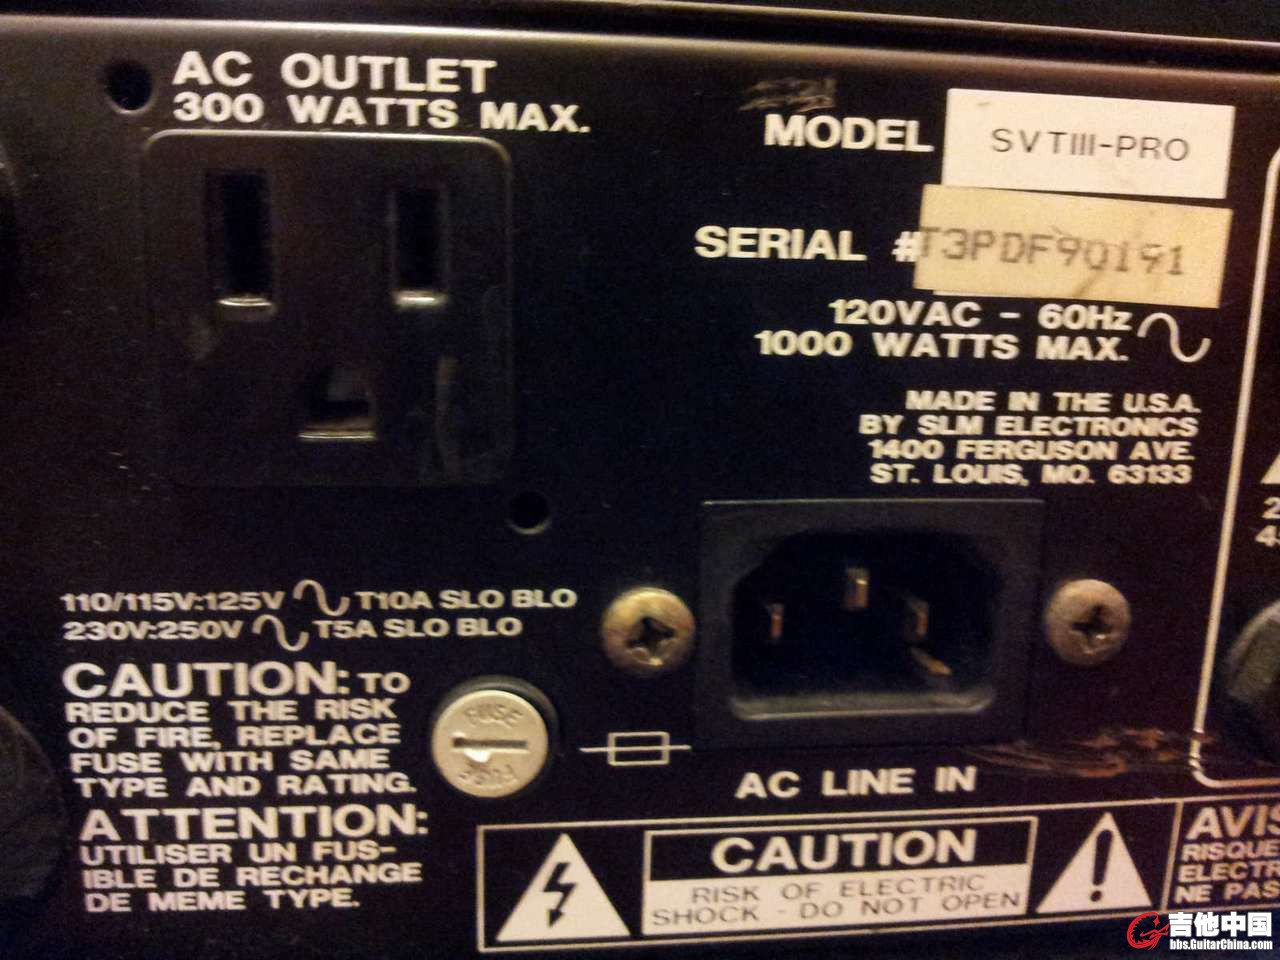 AC OUTLET
300 WATTS MAX.
MODEL SVTIII-PRO
SERIAL #T3PDF90191
120VAC - 60Hz
1000 WATTS MAX.
MADE IN THE U.S.A.
BY SLM ELECTRONICS
1400 FERGUSON AVE.
ST. LOUIS, MO. 63133
110/115V:125V T10A SLO BLO
230V:250V T5A SLO BLO
CAUTION: TO
REDUCE THE RISK
OF FIRE, REPLACE
FUSE WITH SAME
TYPE AND RATING.
ATTENTION:
UTILISER UN FUS-
IBLE DE RECHANGE
DE MEME TYPE.
FUSE
FUSE
AC LINE IN
CAUTION
RISK OF ELECTRIC
SHOCK - DO NOT OPEN
AVIS
RISQUE
ELECTR
NE PAS
吉他中国
bbs.GuitarChina.com